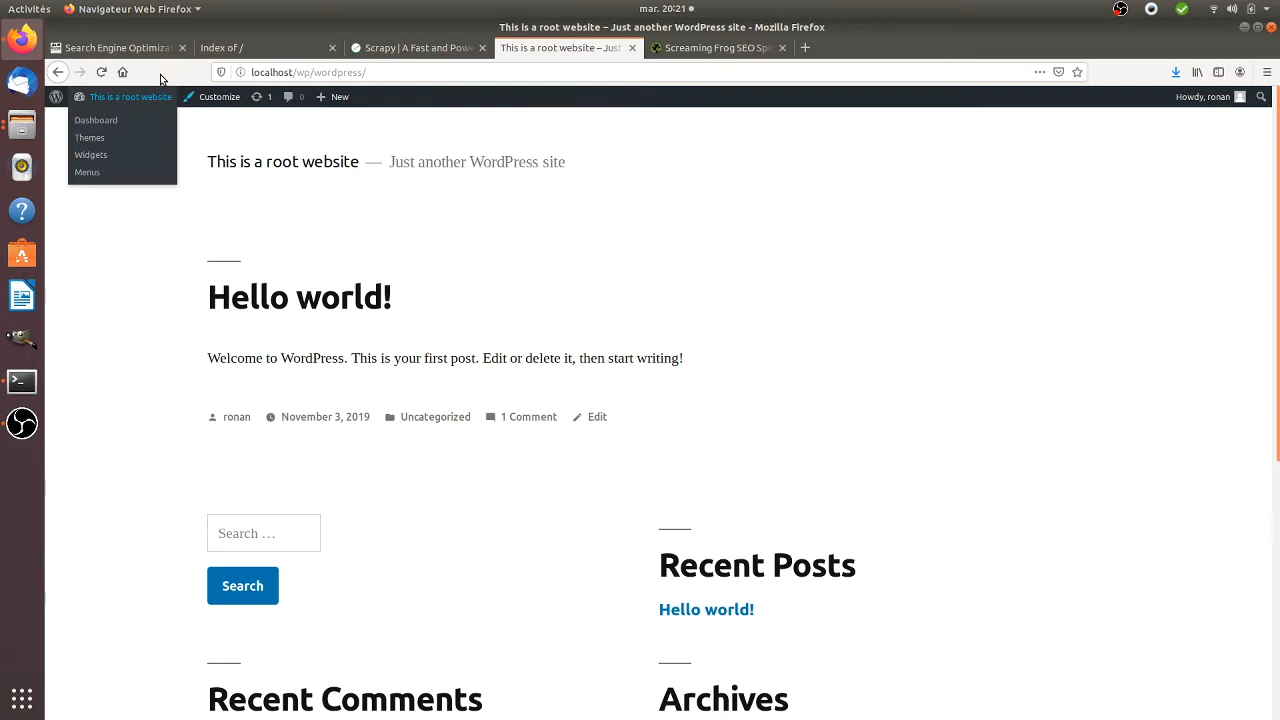 Activités Navigateur Web Firefox mar. 20:21
This is a root website – Just another WordPress site - Mozilla Firefox
Search Engine Optimizat Index of / Scrapy | A Fast and Powe This is a root website – Just Screaming Frog SEO Spid
localhost/wp/wordpress/
This is a root website Customize 1 0 New Howdy, ronan
Dashboard
Themes
Widgets
Menus
This is a root website — Just another WordPress site
Hello world!
Welcome to WordPress. This is your first post. Edit or delete it, then start writing!
ronan November 3, 2019 Uncategorized 1 Comment Edit
Search …
Search
Recent Posts
Hello world!
Recent Comments
Archives